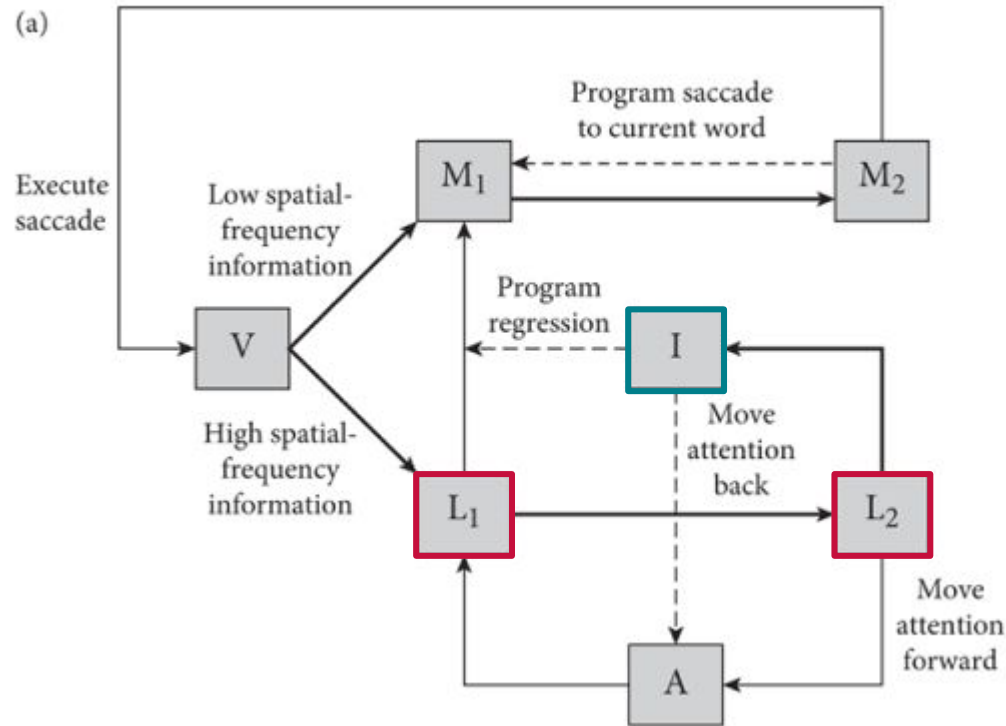 (a)
Program saccade
to current word
M₁
M₂
Execute
saccade
Low spatial-
frequency
information
Program
regression
V
I
High spatial-
frequency
information
Move
attention
back
L₁
L₂
Move
attention
forward
A